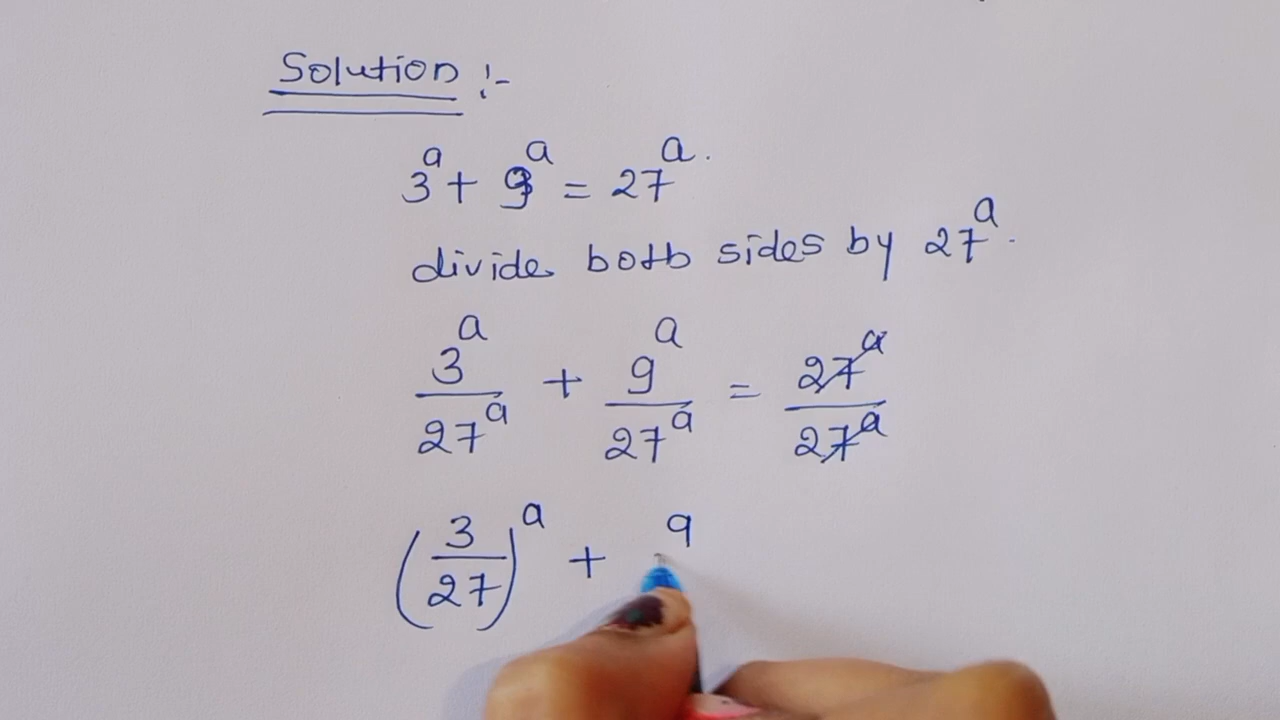 Solution :-
3^a + 9^a = 27^a.
divide both sides by 27^a.
3^a/27^a + 9^a/27^a = 27^a/27^a
(3/27)^a + 9